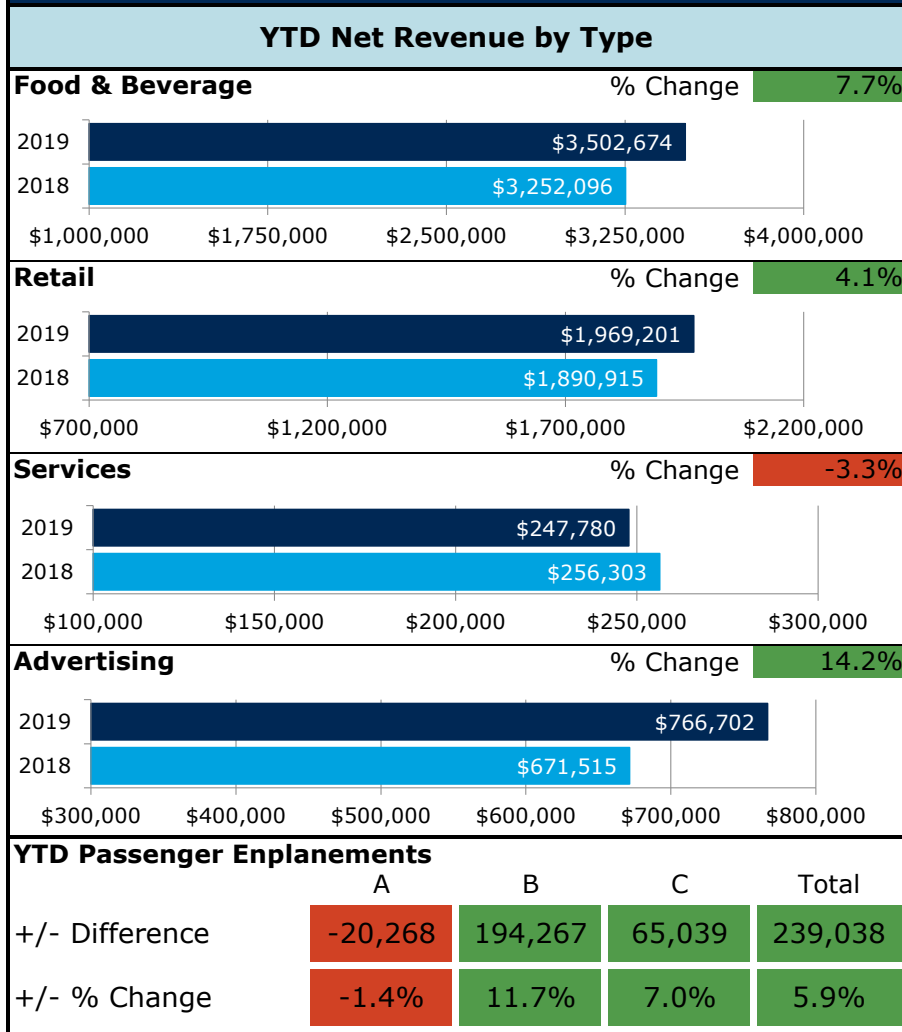 YTD Net Revenue by Type
Food & Beverage % Change 7.7%
2019 $3,502,674
2018 $3,252,096
$1,000,000 $1,750,000 $2,500,000 $3,250,000 $4,000,000
Retail % Change 4.1%
2019 $1,969,201
2018 $1,890,915
$700,000 $1,200,000 $1,700,000 $2,200,000
Services % Change -3.3%
2019 $247,780
2018 $256,303
$100,000 $150,000 $200,000 $250,000 $300,000
Advertising % Change 14.2%
2019 $766,702
2018 $671,515
$300,000 $400,000 $500,000 $600,000 $700,000 $800,000
YTD Passenger Enplanements
A B C Total
+/- Difference -20,268 194,267 65,039 239,038
+/- % Change -1.4% 11.7% 7.0% 5.9%